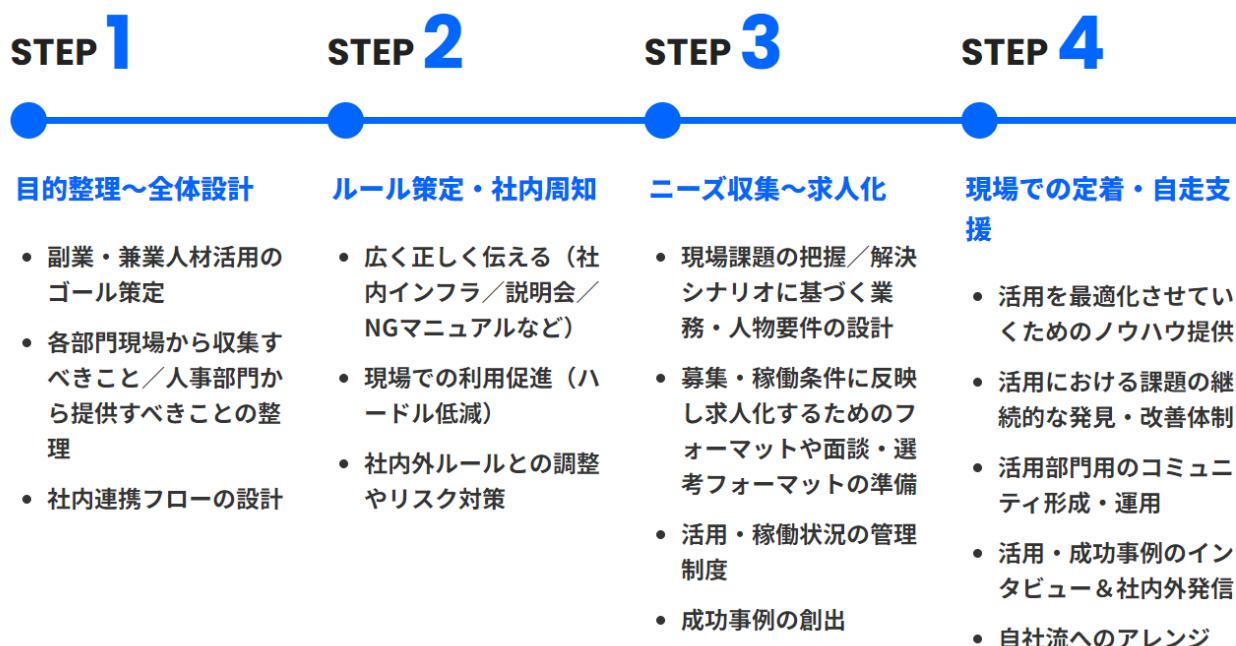 STEP 1
目的整理～全体設計
副業・兼業人材活用の
ゴール策定
各部門現場から収集す
べきこと／人事部門か
ら提供すべきことの整
理
社内連携フローの設計
STEP 2
ルール策定・社内周知
広く正しく伝える（社
内インフラ／説明会／
NGマニュアルなど）
現場での利用促進（ハ
ードル低減）
社内外ルールとの調整
やリスク対策
STEP 3
ニーズ収集～求人化
現場課題の把握／解決
シナリオに基づく業
務・人物要件の設計
募集・稼働条件に反映
し求人化するためのフ
ォーマットや面談・選
考フォーマットの準備
活用・稼働状況の管理
制度
成功事例の創出
STEP 4
現場での定着・自走支
援
活用を最適化させてい
くためのノウハウ提供
活用における課題の継
続的な発見・改善体制
活用部門用のコミュニ
ティ形成・運用
活用・成功事例のイン
タビュー＆社内外発信
自社流へのアレンジ